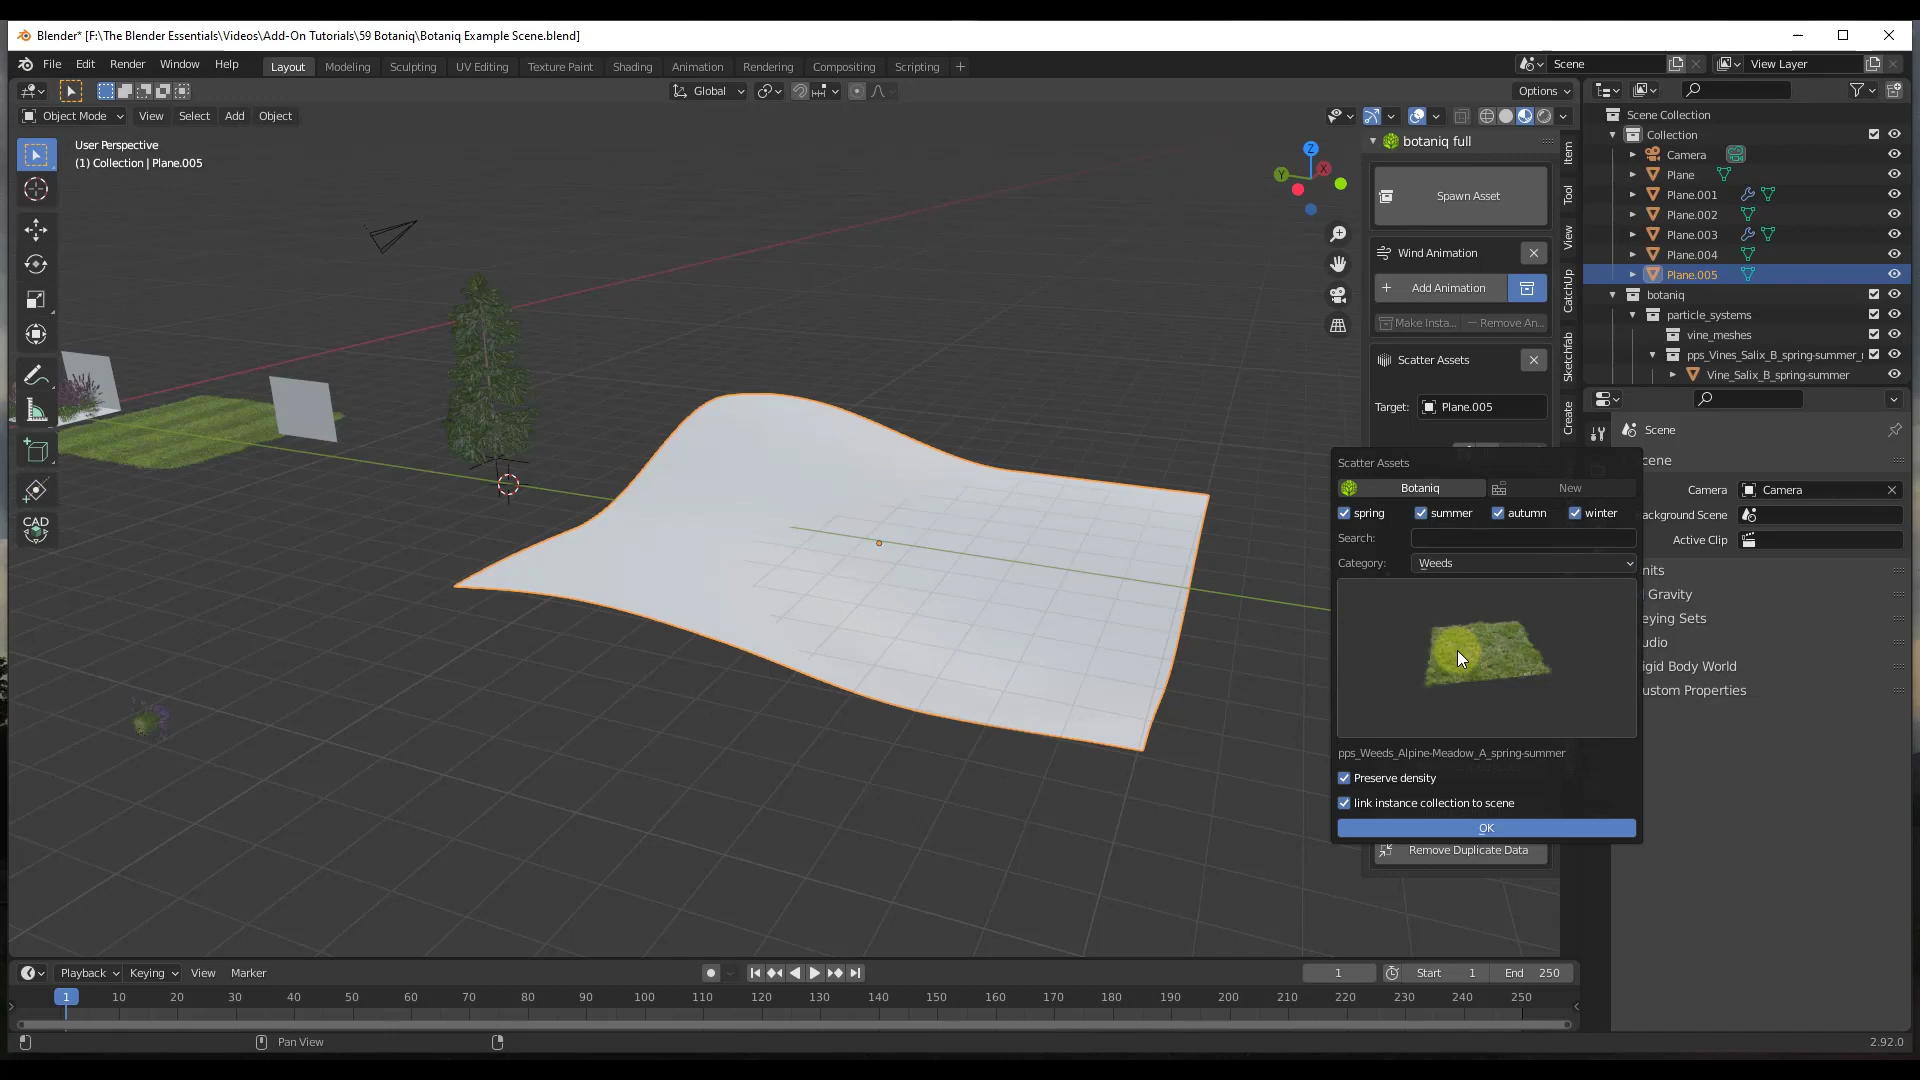 Blender* [F:\The Blender Essentials\Videos\Add-On Tutorials\59 Botaniq\Botaniq Example Scene.blend]
File Edit Render Window Help
Layout Modeling Sculpting UV Editing Texture Paint Shading Animation Rendering Compositing Scripting +
Scene
View Layer
Global
Options
Object Mode View Select Add Object
User Perspective
(1) Collection | Plane.005
CAD
Z
Y
X
botaniq full
Spawn Asset
Wind Animation
Add Animation
Make Insta...
Remove An...
Scatter Assets
Target: Plane.005
Item
Tool
View
CatchUp
Sketchfab
Create
Scatter Assets
Botaniq New
spring summer autumn winter
Search:
Category: Weeds
pps_Weeds_Alpine-Meadow_A_spring-summer
Preserve density
link instance collection to scene
OK
Remove Duplicate Data
Scene Collection
Collection
Camera
Plane
Plane.001
Plane.002
Plane.003
Plane.004
Plane.005
botaniq
particle_systems
vine_meshes
pps_Vines_Salix_B_spring-summer_
Vine_Salix_B_spring-summer
Scene
cene
Camera Camera
ackground Scene
Active Clip
nits
Gravity
eying Sets
udio
igid Body World
ustom Properties
Playback Keying View Marker
1 Start 1 End 250
1 10 20 30 40 50 60 70 80 90 100 110 120 130 140 150 160 170 180 190 200 210 220 230 240 250
Pan View
2.92.0